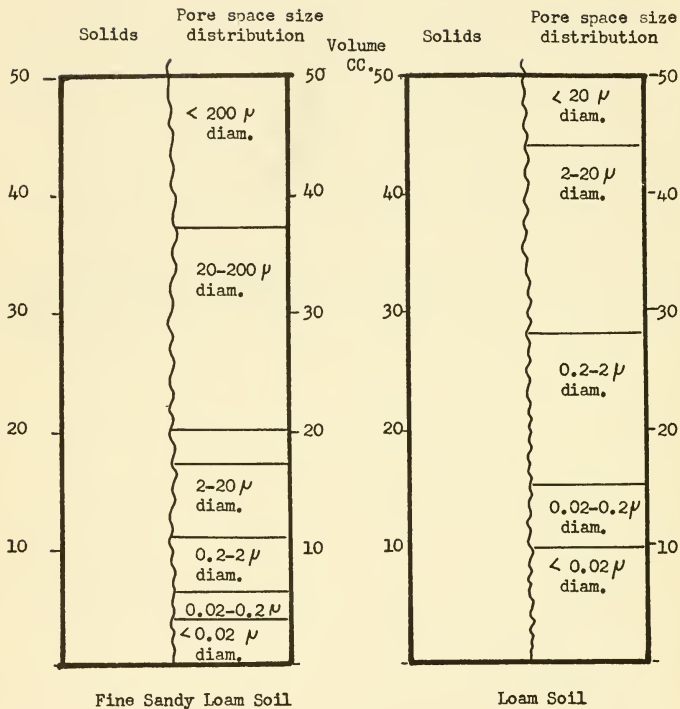 Solids
Pore space size
distribution
50
40
30
20
10
50
40
30
20
10
< 200 μ
diam.
20-200 μ
diam.
2-20 μ
diam.
0.2-2 μ
diam.
0.02-0.2 μ
< 0.02 μ
diam.
Fine Sandy Loam Soil
Volume
CC.
Solids
Pore space size
distribution
50
40
30
20
10
50
40
30
20
10
< 20 μ
diam.
2-20 μ
diam.
0.2-2 μ
diam.
0.02-0.2 μ
diam.
< 0.02 μ
diam.
Loam Soil